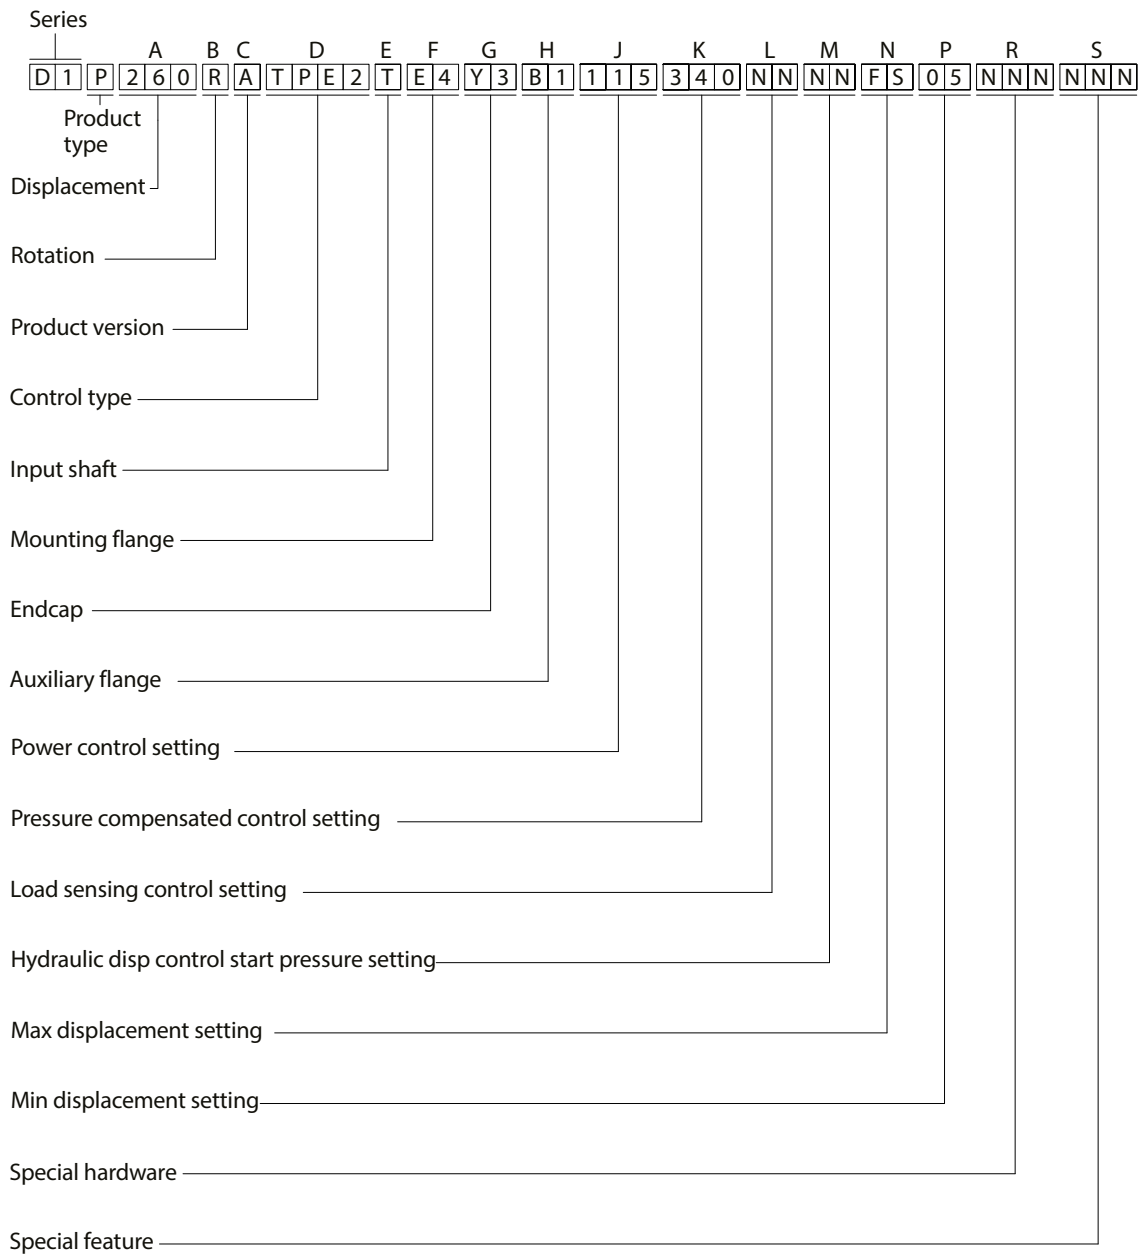 Series
A B C D E F G H J K L M N P R S
D 1 P 2 6 0 R A T P E 2 T E 4 Y 3 B 1 1 1 5 3 4 0 N N N N F S 0 5 N N N N N N
Product
type
Displacement
Rotation
Product version
Control type
Input shaft
Mounting flange
Endcap
Auxiliary flange
Power control setting
Pressure compensated control setting
Load sensing control setting
Hydraulic disp control start pressure setting
Max displacement setting
Min displacement setting
Special hardware
Special feature